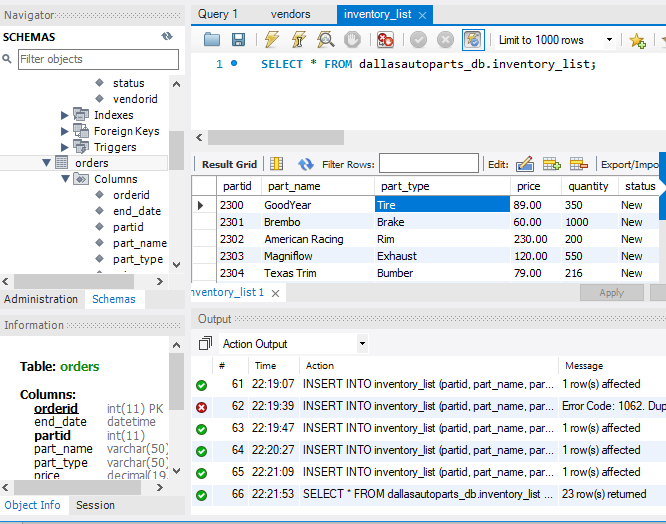 Navigator
SCHEMAS
Filter objects
status
vendorid
Indexes
Foreign Keys
Triggers
orders
Columns
orderid
end_date
partid
part_name
part_type
Administration Schemas
Information
Table: orders
Columns:
orderid int(11) PK
end_date datetime
partid int(11)
part_name varchar(50)
part_type varchar(50)
price decimal(19,
Object Info Session
Query 1 vendors inventory_list
Limit to 1000 rows
1 SELECT * FROM dallasautoparts_db.inventory_list;
Result Grid Filter Rows: Edit: Export/Impo
partid part_name part_type price quantity status
2300 GoodYear Tire 89.00 350 New
2301 Brembo Brake 60.00 1000 New
2302 American Racing Rim 230.00 200 New
2303 Magniflow Exhaust 120.00 550 New
2304 Texas Trim Bumber 79.00 216 New
nventory_list 1 Apply
Output
Action Output
# Time Action Message
61 22:19:07 INSERT INTO inventory_list (partid, part_name, par... 1 row(s) affected
62 22:19:39 INSERT INTO inventory_list (partid, part_name, par... Error Code: 1062. Dup
63 22:19:47 INSERT INTO inventory_list (partid, part_name, par... 1 row(s) affected
64 22:20:27 INSERT INTO inventory_list (partid, part_name, par... 1 row(s) affected
65 22:21:09 INSERT INTO inventory_list (partid, part_name, par... 1 row(s) affected
66 22:21:53 SELECT * FROM dallasautoparts_db.inventory_list ... 23 row(s) returned